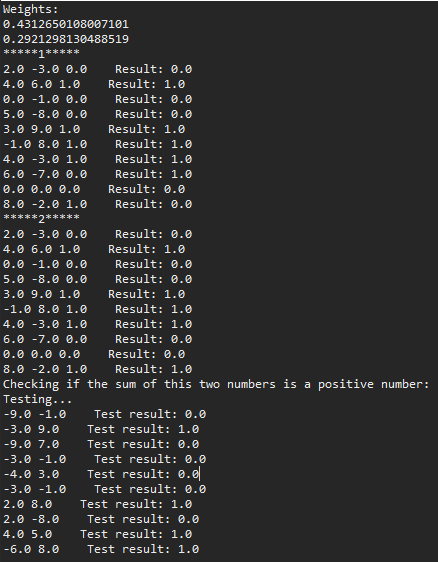 Weights:
0.4312650108007101
0.2921298130488519
*****1*****
2.0 -3.0 0.0    Result: 0.0
4.0 6.0 1.0    Result: 1.0
0.0 -1.0 0.0    Result: 0.0
5.0 -8.0 0.0    Result: 0.0
3.0 9.0 1.0    Result: 1.0
-1.0 8.0 1.0    Result: 1.0
4.0 -3.0 1.0    Result: 1.0
6.0 -7.0 0.0    Result: 1.0
0.0 0.0 0.0    Result: 0.0
8.0 -2.0 1.0    Result: 0.0
*****2*****
2.0 -3.0 0.0    Result: 0.0
4.0 6.0 1.0    Result: 1.0
0.0 -1.0 0.0    Result: 0.0
5.0 -8.0 0.0    Result: 0.0
3.0 9.0 1.0    Result: 1.0
-1.0 8.0 1.0    Result: 1.0
4.0 -3.0 1.0    Result: 1.0
6.0 -7.0 0.0    Result: 0.0
0.0 0.0 0.0    Result: 0.0
8.0 -2.0 1.0    Result: 1.0
Checking if the sum of this two numbers is a positive number:
Testing...
-9.0 -1.0    Test result: 0.0
-3.0 9.0    Test result: 1.0
-9.0 7.0    Test result: 0.0
-3.0 -1.0    Test result: 0.0
-4.0 3.0    Test result: 0.0
-3.0 -1.0    Test result: 0.0
2.0 8.0    Test result: 1.0
2.0 -8.0    Test result: 0.0
4.0 5.0    Test result: 1.0
-6.0 8.0    Test result: 1.0